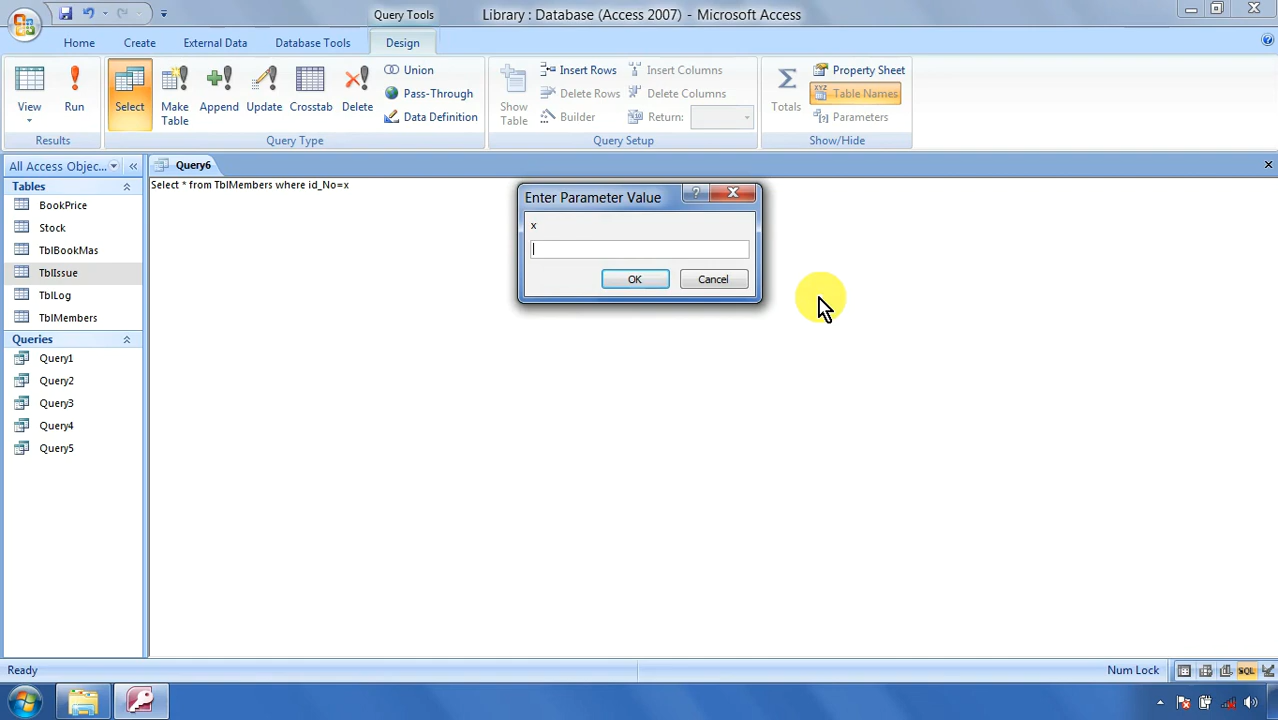 Query Tools
Library : Database (Access 2007) - Microsoft Access
Home
Create
External Data
Database Tools
Design
View
Run
Results
Select
Make Table
Append
Update
Crosstab
Delete
Union
Pass-Through
Data Definition
Query Type
Show Table
Insert Rows
Delete Rows
Builder
Insert Columns
Delete Columns
Return:
Query Setup
Totals
Property Sheet
XYZ Table Names
Parameters
Show/Hide
All Access Objec...
Tables
BookPrice
Stock
TblBookMas
TblIssue
TblLog
TblMembers
Queries
Query1
Query2
Query3
Query4
Query5
Query6
Select * from TblMembers where id_No=x
Enter Parameter Value
x
OK
Cancel
Ready
Num Lock
SQL